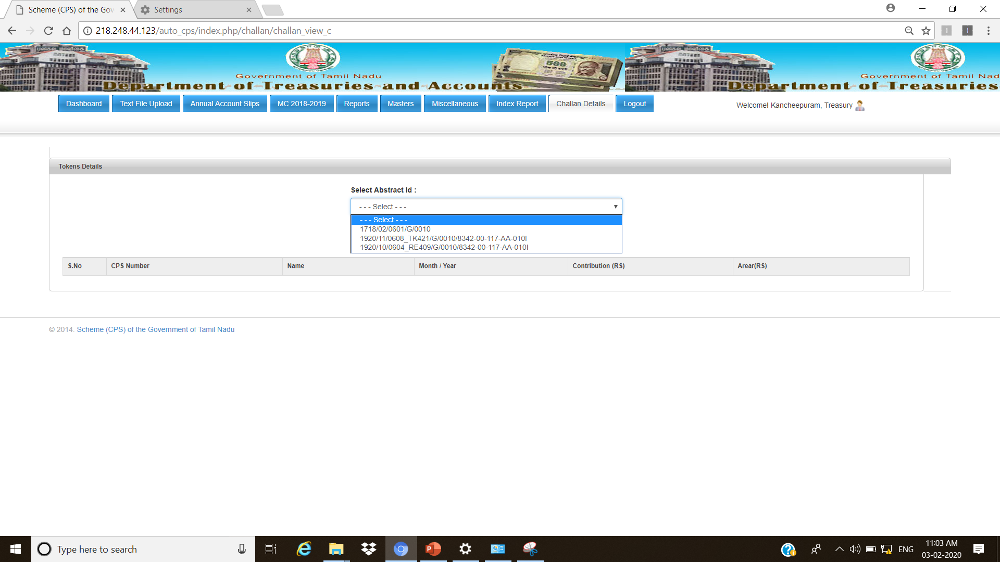 Scheme (CPS) of the Gov
Settings
218.248.44.123/auto_cps/index.php/challan/challan_view_c
Government of Tamil Nadu
Department of Treasuries and Accounts
Government of Tamil Nad
Department of Treasuries
Dashboard
Text File Upload
Annual Account Slips
MC 2018-2019
Reports
Masters
Miscellaneous
Index Report
Challan Details
Logout
Welcome! Kancheepuram, Treasury
Tokens Details
Select Abstract Id :
- - - Select - - -
- - - Select - - -
1718/02/0601/G/0010
1920/11/0608_TK421/G/0010/8342-00-117-AA-010I
1920/10/0604_RE409/G/0010/8342-00-117-AA-010I
S.No CPS Number Name Month / Year Contribution (RS) Arear(RS)
© 2014. Scheme (CPS) of the Government of Tamil Nadu
Type here to search
ENG
11:03 AM
03-02-2020